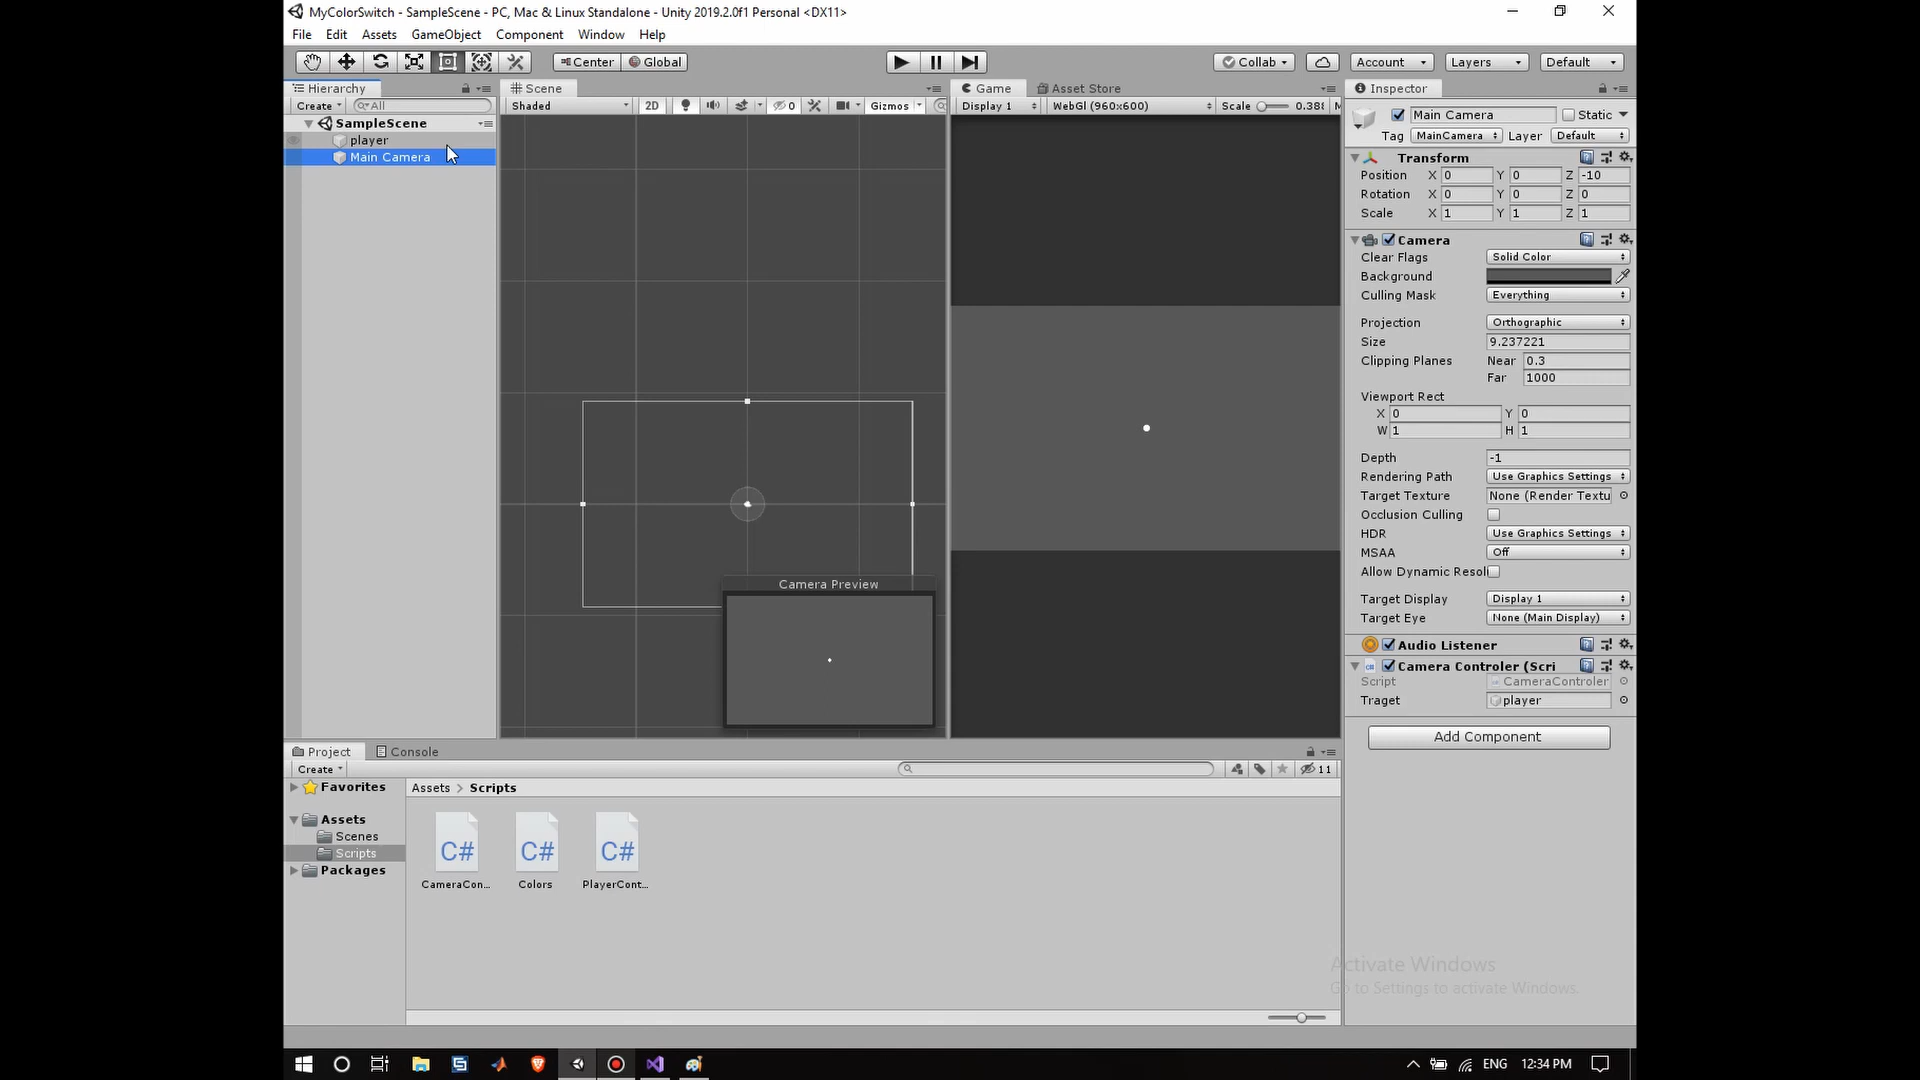 MyColorSwitch - SampleScene - PC, Mac & Linux Standalone - Unity 2019.2.0f1 Personal <DX11>
File Edit Assets GameObject Component Window Help
Center Global Collab Account Layers Default
Hierarchy
Create All
SampleScene
player
Main Camera
Scene
Shaded 2D 0 Gizmos
Game Asset Store
Display 1 WebGl (960x600) Scale 0.388 M
Camera Preview
Inspector
Main Camera Static
Tag MainCamera Layer Default
Transform
Position X 0 Y 0 Z -10
Rotation X 0 Y 0 Z 0
Scale X 1 Y 1 Z 1
Camera
Clear Flags Solid Color
Background
Culling Mask Everything
Projection Orthographic
Size 9.237221
Clipping Planes Near 0.3
Far 1000
Viewport Rect
X 0 Y 0
W 1 H 1
Depth -1
Rendering Path Use Graphics Settings
Target Texture None (Render Textu
Occlusion Culling
HDR Use Graphics Settings
MSAA Off
Allow Dynamic Resol
Target Display Display 1
Target Eye None (Main Display)
Audio Listener
Camera Controler (Scri
Script CameraControler
Traget player
Add Component
Project Console
Create 11
Favorites
Assets
Scenes
Scripts
Packages
Assets > Scripts
C# C# C#
CameraCon... Colors PlayerCont...
Activate Windows
Go to Settings to activate Windows.
ENG 12:34 PM